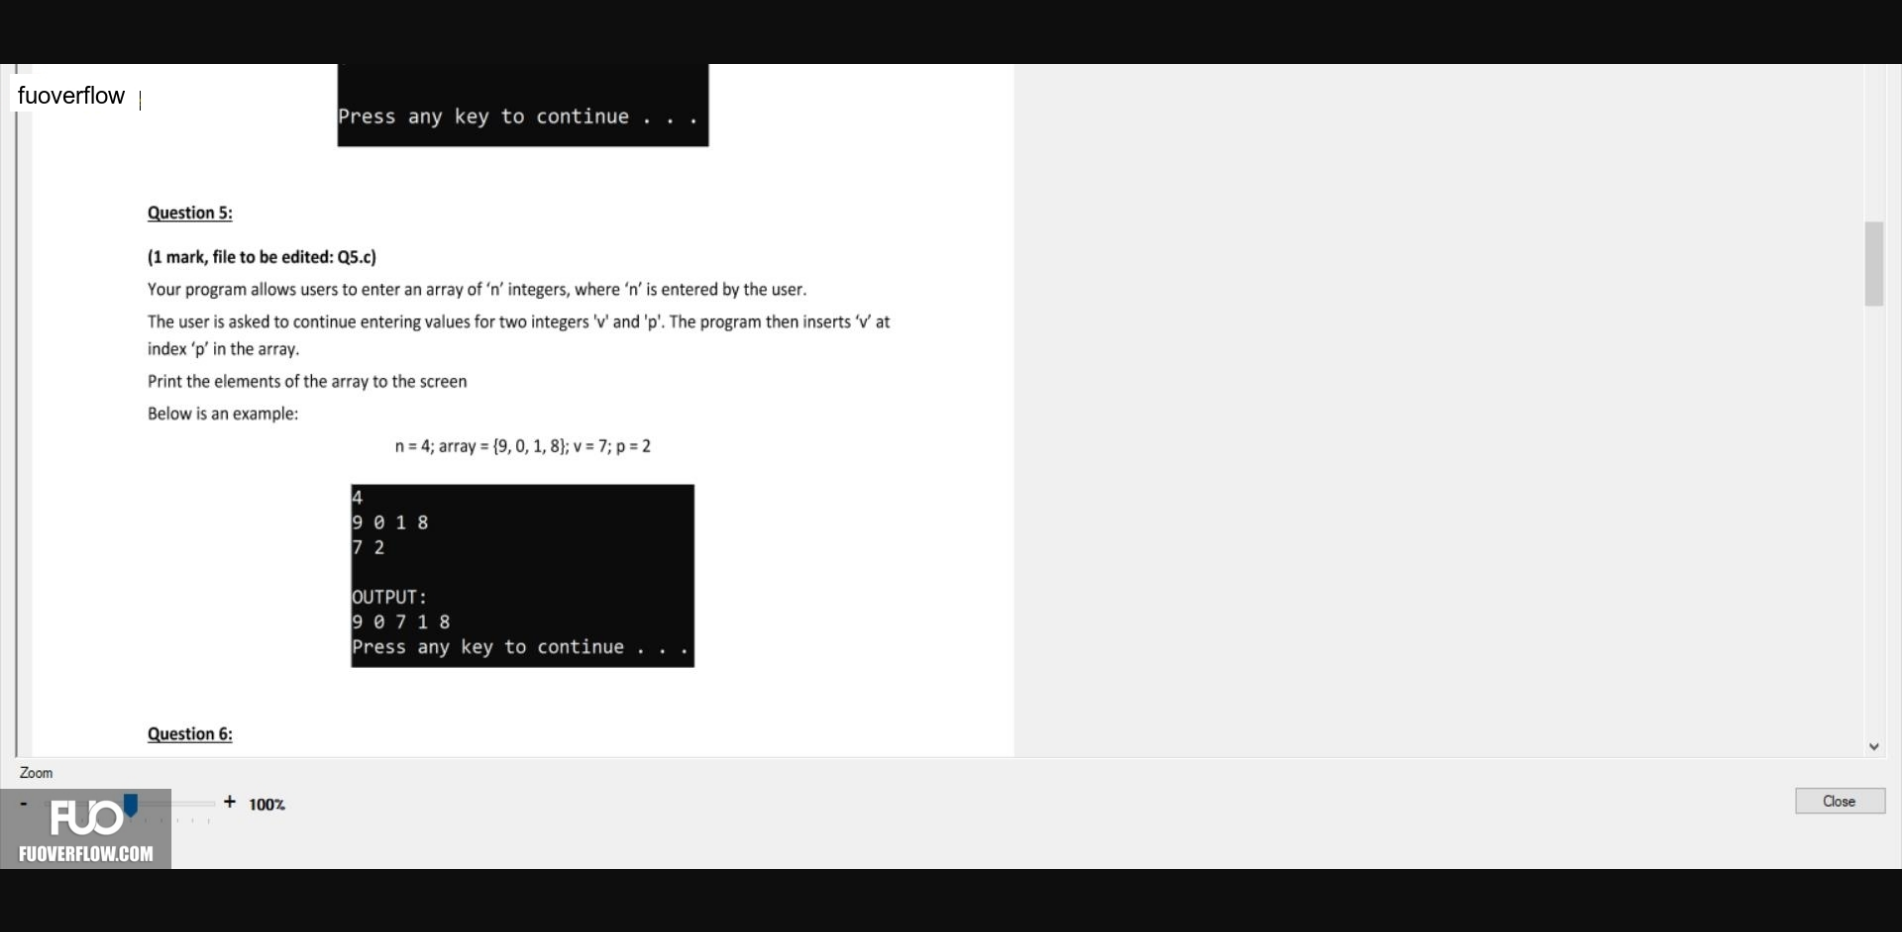 fuoverflow
Press any key to continue . . .
Question 5:
(1 mark, file to be edited: Q5.c)
Your program allows users to enter an array of ‘n’ integers, where ‘n’ is entered by the user.
The user is asked to continue entering values for two integers 'v' and 'p'. The program then inserts ‘v’ at
index ‘p’ in the array.
Print the elements of the array to the screen
Below is an example:
n = 4; array = {9, 0, 1, 8}; v = 7; p = 2
4
9 0 1 8
7 2
OUTPUT:
9 0 7 1 8
Press any key to continue . . .
Question 6:
Zoom
- + 100%
Close
FUO
FUOVERFLOW.COM